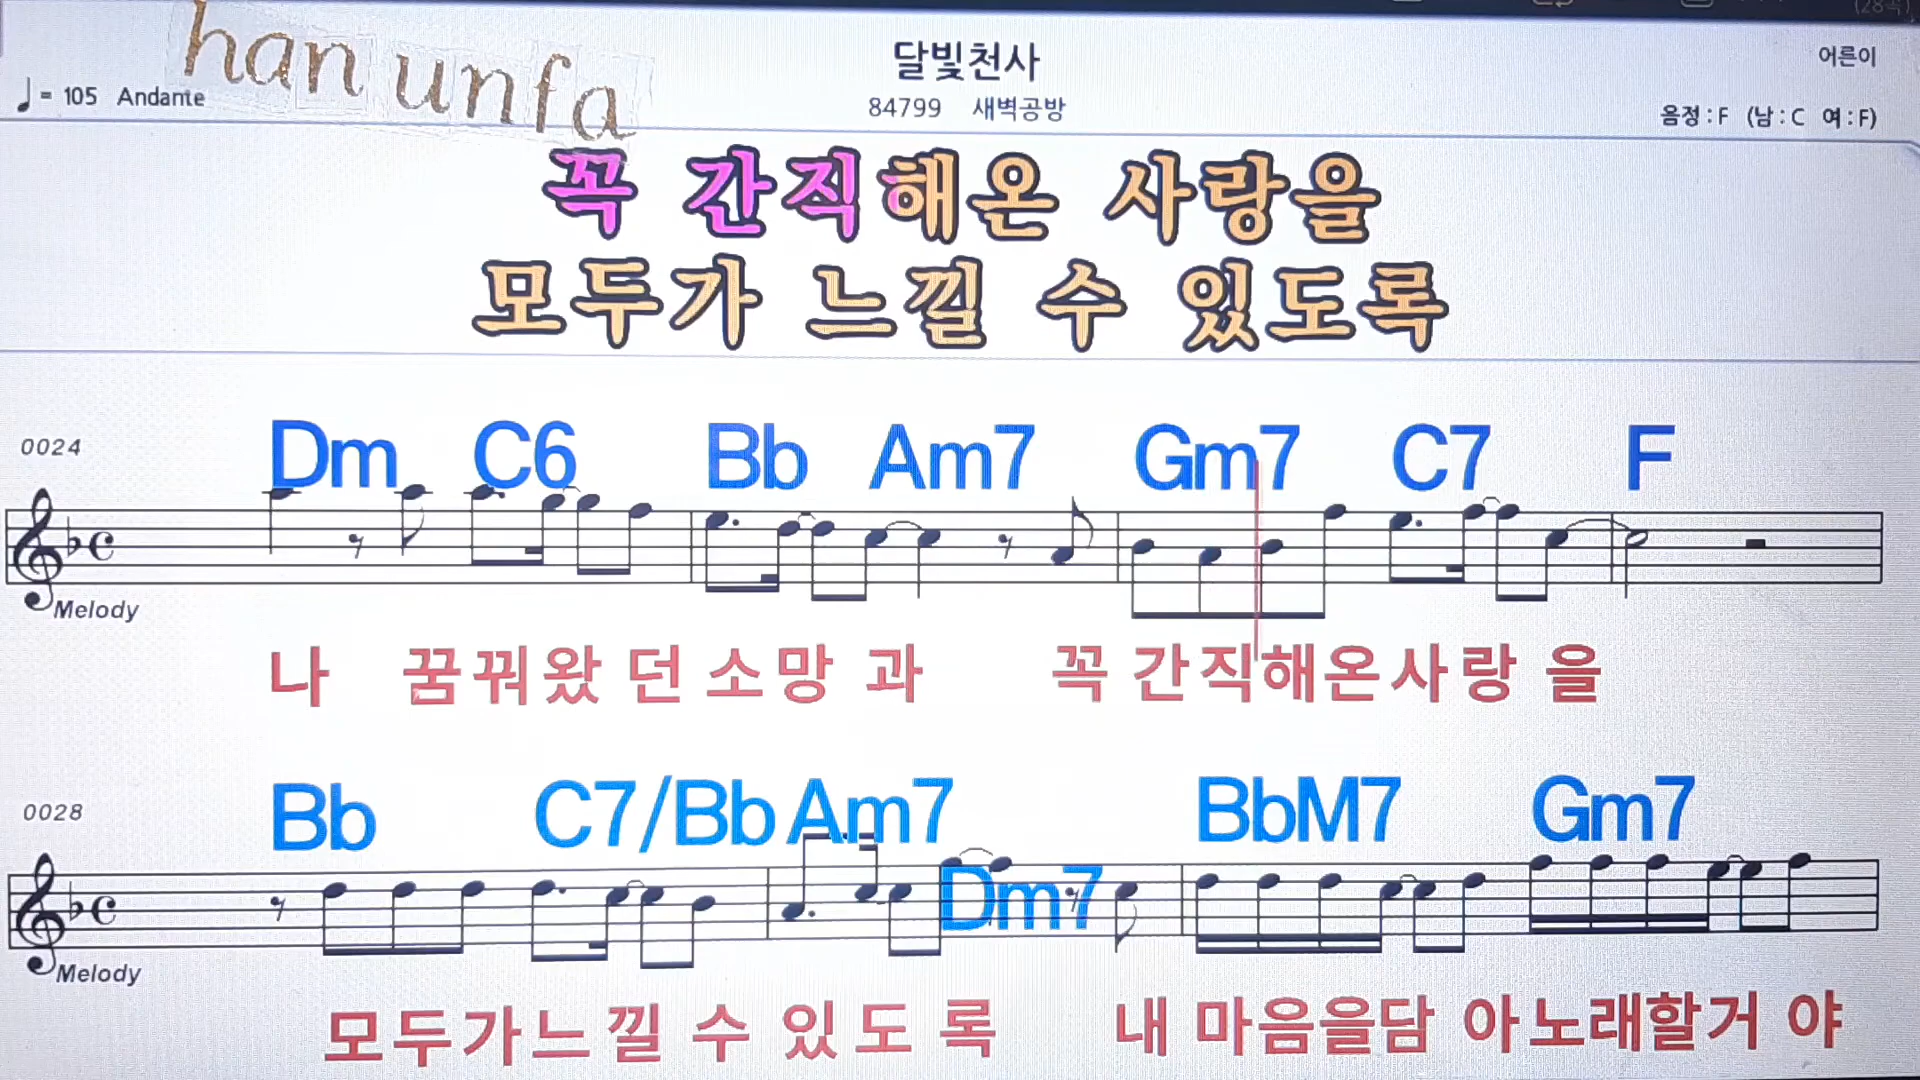 han unfa
달빛천사
어른이
♩= 105 Andante
84799 새벽공방
음정 : F (남 : C 여 : F)
꼭 간직해온 사랑을
모두가 느낄 수 있도록
0024
Dm C6 Bb Am7 Gm7 C7 F
Melody
나 꿈꿔왔던소망과 꼭간직해온사랑을
0028
Bb C7/Bb Am7 Dm7 BbM7 Gm7
Melody
모두가느낄 수 있도록 내 마음을담아노래할거야